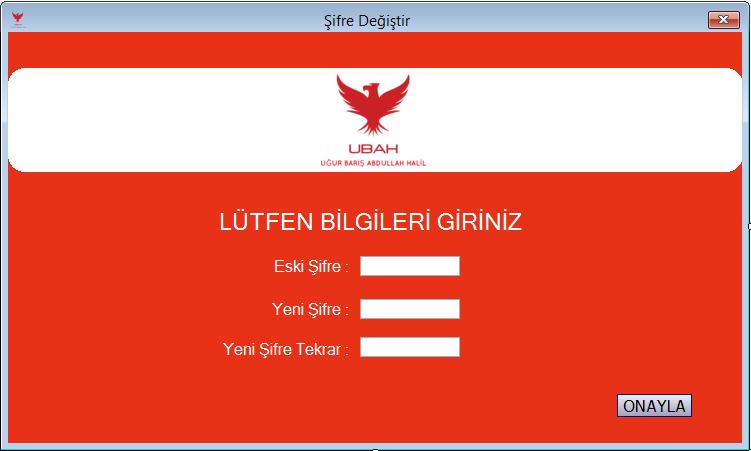 Şifre Değiştir
UBAH
UĞUR BARIŞ ABDULLAH HALİL
LÜTFEN BİLGİLERİ GİRİNİZ
Eski Şifre :
Yeni Şifre :
Yeni Şifre Tekrar :
ONAYLA